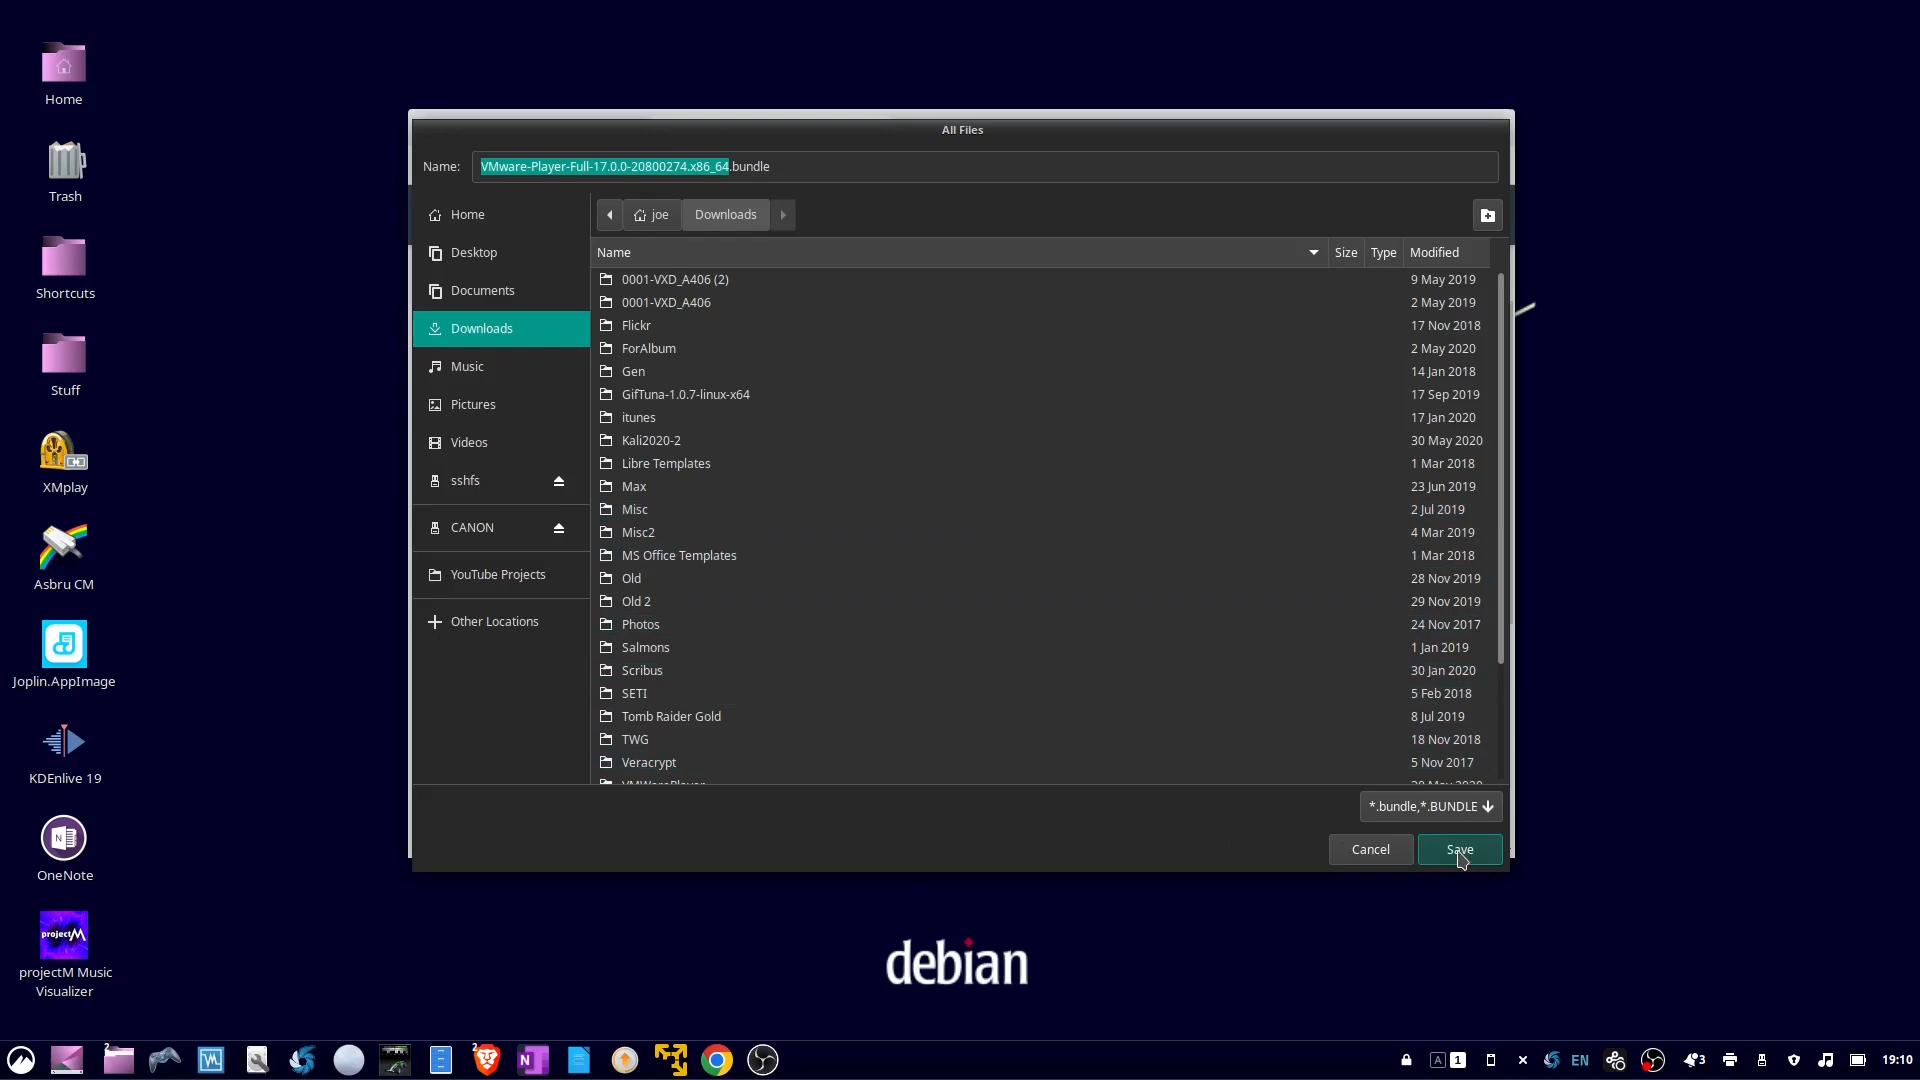 Home
Trash
Shortcuts
Stuff
XMplay
Asbru CM
Joplin.AppImage
KDEnlive 19
OneNote
projectM
projectM Music
Visualizer
All Files
Name:
VMware-Player-Full-17.0.0-20800274.x86_64.bundle
Home
Desktop
Documents
Downloads
Music
Pictures
Videos
sshfs
CANON
YouTube Projects
Other Locations
joe
Downloads
Name Size Type Modified
0001-VXD_A406 (2) 9 May 2019
0001-VXD_A406 2 May 2019
Flickr 17 Nov 2018
ForAlbum 2 May 2020
Gen 14 Jan 2018
GifTuna-1.0.7-linux-x64 17 Sep 2019
itunes 17 Jan 2020
Kali2020-2 30 May 2020
Libre Templates 1 Mar 2018
Max 23 Jun 2019
Misc 2 Jul 2019
Misc2 4 Mar 2019
MS Office Templates 1 Mar 2018
Old 28 Nov 2019
Old 2 29 Nov 2019
Photos 24 Nov 2017
Salmons 1 Jan 2019
Scribus 30 Jan 2020
SETI 5 Feb 2018
Tomb Raider Gold 8 Jul 2019
TWG 18 Nov 2018
Veracrypt 5 Nov 2017
*.bundle,*.BUNDLE
Cancel
Save
debian
2
2
N
A 1
EN
3
19:10